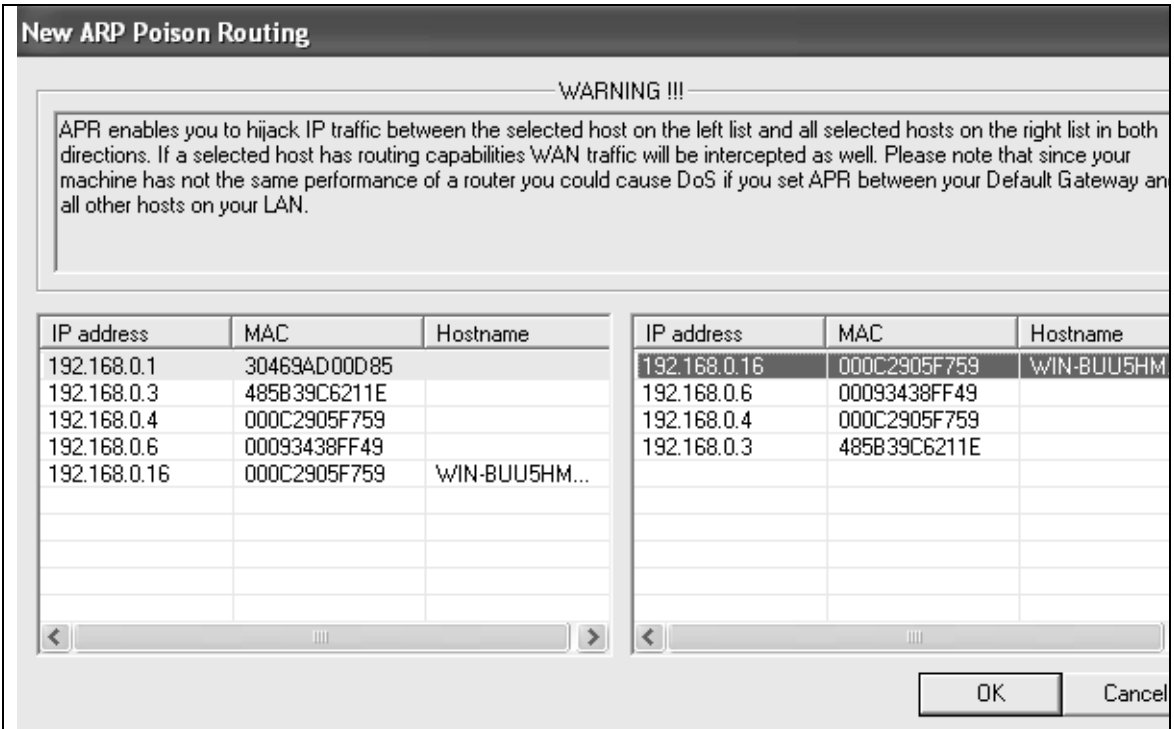 New ARP Poison Routing
WARNING !!!
APR enables you to hijack IP traffic between the selected host on the left list and all selected hosts on the right list in both
directions. If a selected host has routing capabilities WAN traffic will be intercepted as well. Please note that since your
machine has not the same performance of a router you could cause DoS if you set APR between your Default Gateway an
all other hosts on your LAN.
IP address MAC Hostname
192.168.0.1 30469AD00D85
192.168.0.3 485B39C6211E
192.168.0.4 000C2905F759
192.168.0.6 00093438FF49
192.168.0.16 000C2905F759 WIN-BUU5HM...
IP address MAC Hostname
192.168.0.16 000C2905F759 WIN-BUU5HM.
192.168.0.6 00093438FF49
192.168.0.4 000C2905F759
192.168.0.3 485B39C6211E
OK Cancel